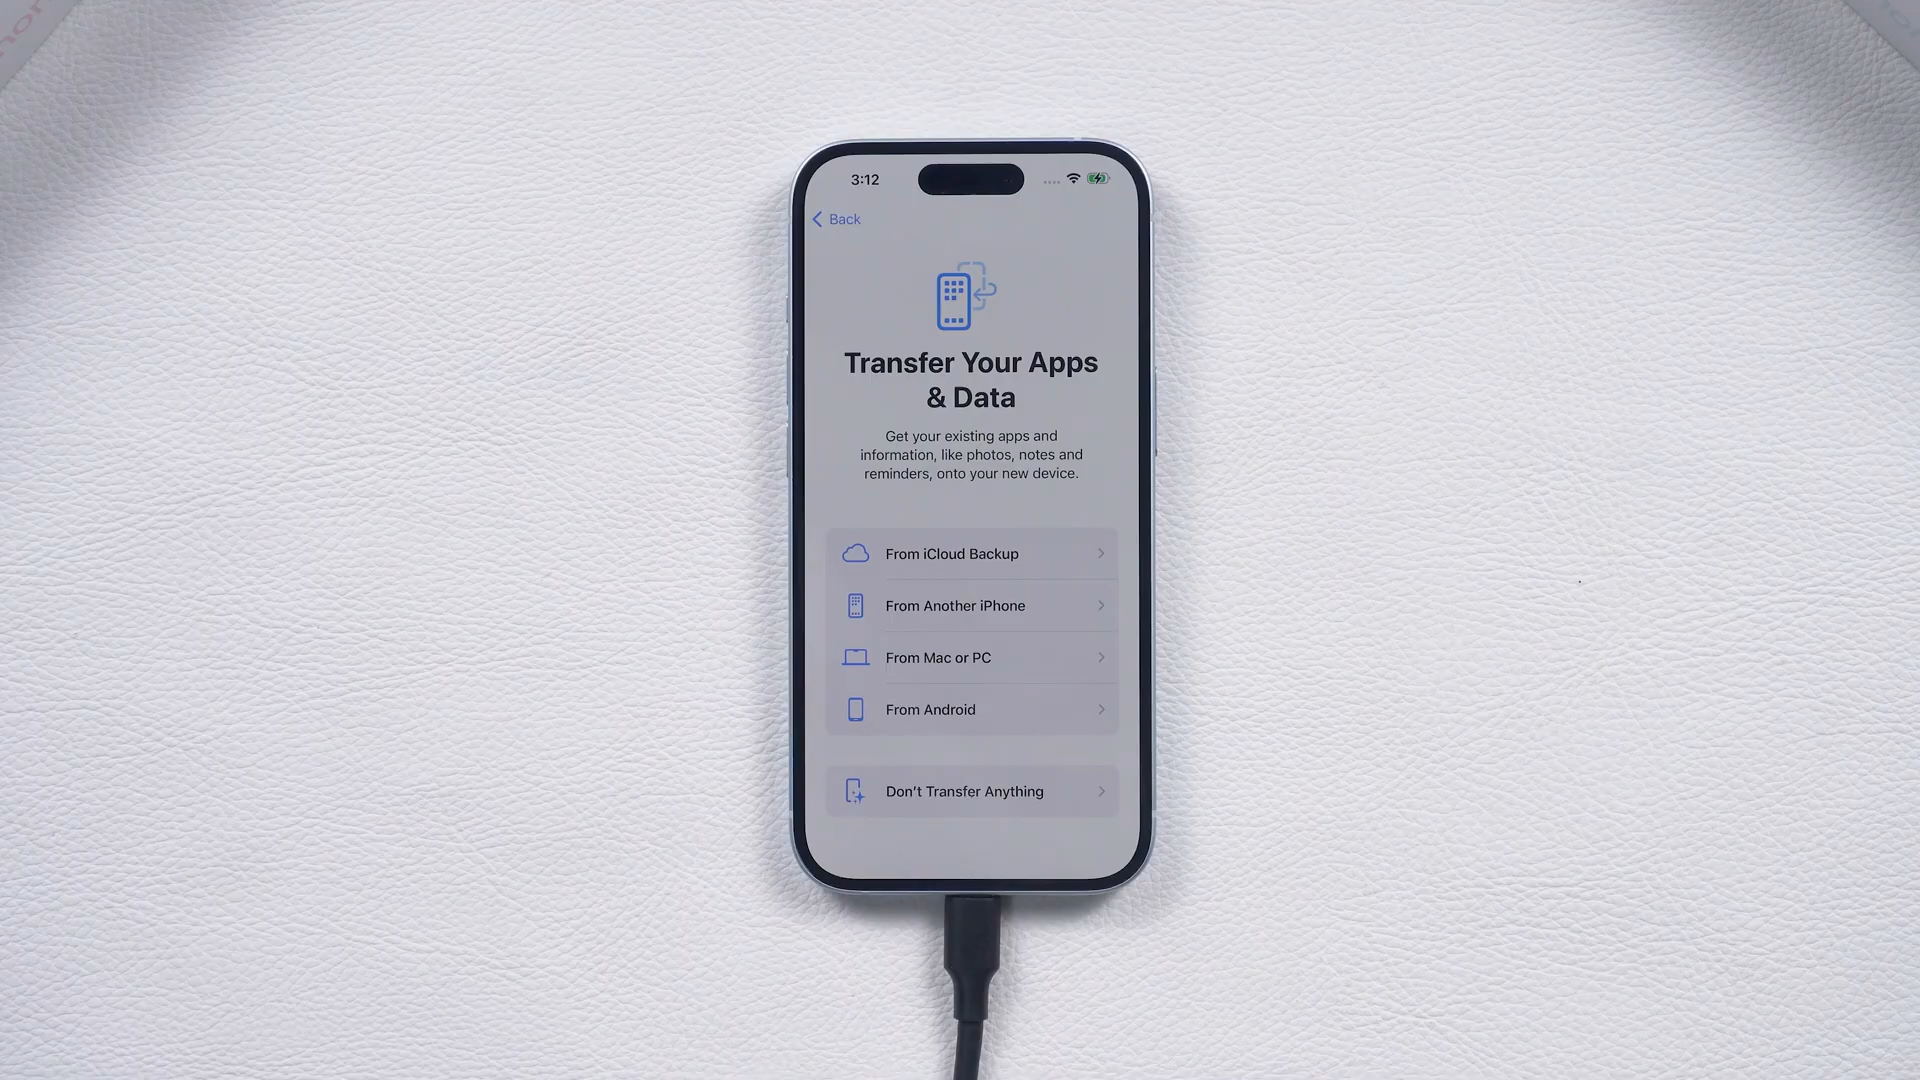 3:12
Back
Transfer Your Apps
& Data
Get your existing apps and
information, like photos, notes and
reminders, onto your new device.
From iCloud Backup
From Another iPhone
From Mac or PC
From Android
Don't Transfer Anything